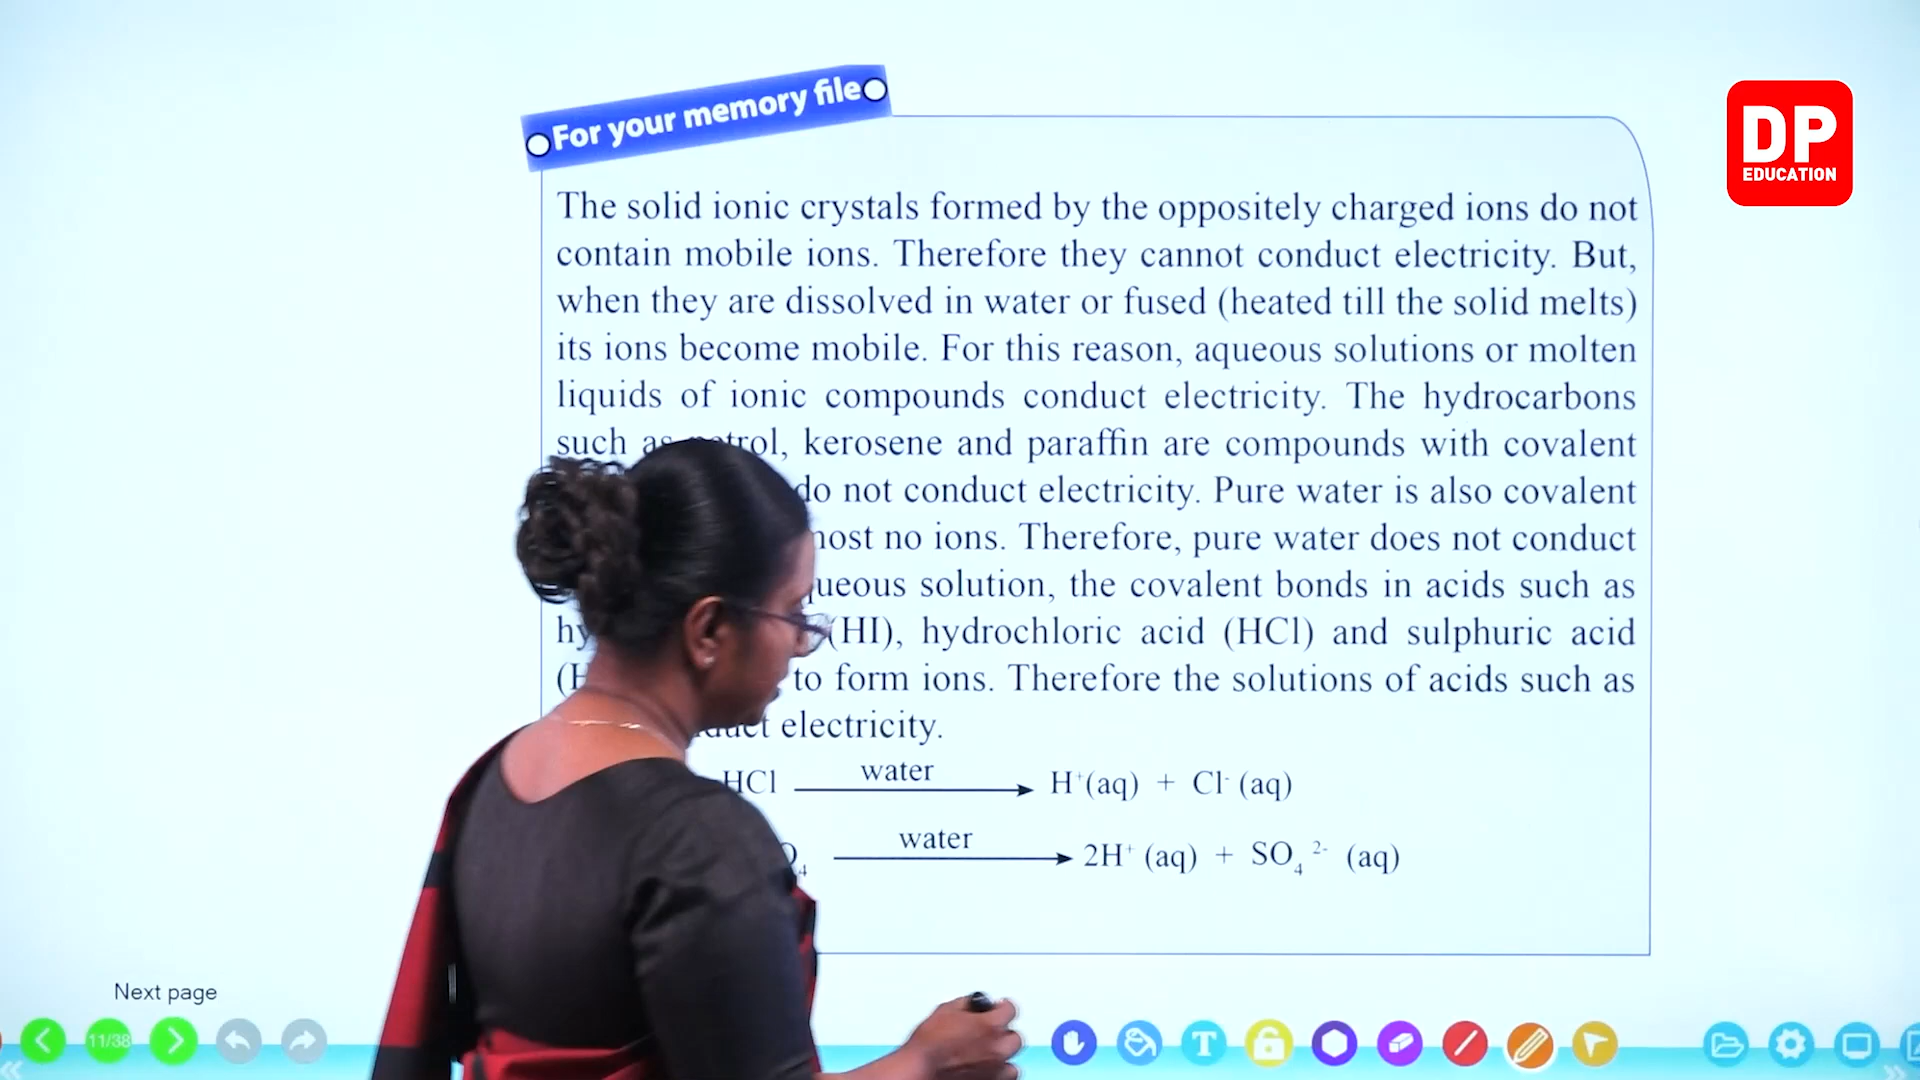 For your memory file
DP
EDUCATION
The solid ionic crystals formed by the oppositely charged ions do not
contain mobile ions. Therefore they cannot conduct electricity. But,
when they are dissolved in water or fused (heated till the solid melts)
its ions become mobile. For this reason, aqueous solutions or molten
liquids of ionic compounds conduct electricity. The hydrocarbons
such as petrol, kerosene and paraffin are compounds with covalent
do not conduct electricity. Pure water is also covalent
no ions. Therefore, pure water does not conduct
solution, the covalent bonds in acids such as
(HI), hydrochloric acid (HCl) and sulphuric acid
to form ions. Therefore the solutions of acids such as
electricity.
HCl water H⁺(aq) + Cl⁻ (aq)
water 2H⁺ (aq) + SO₄ ²⁻ (aq)
Next page
11/38
T